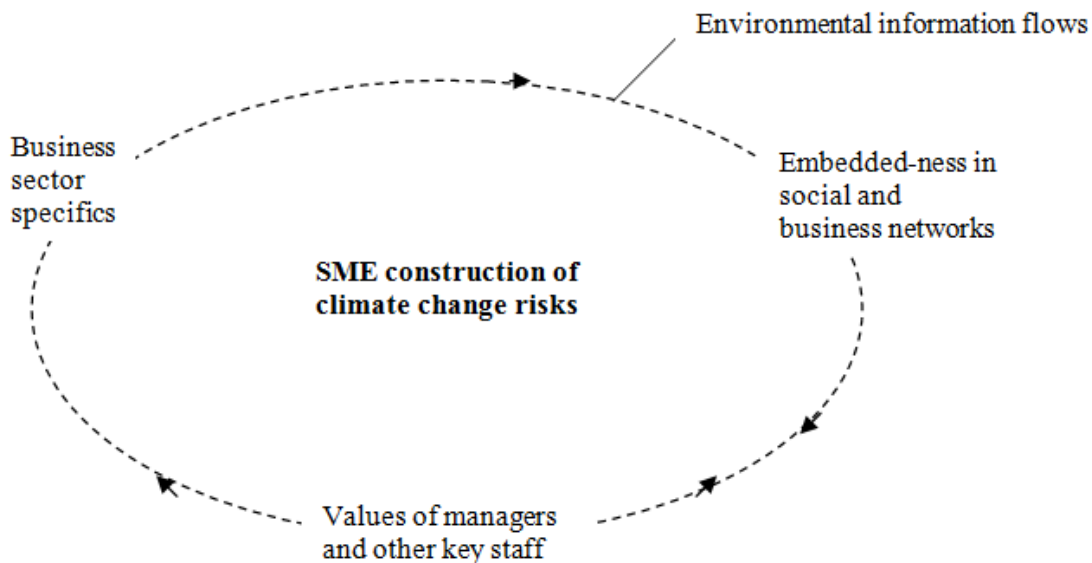 Environmental information flows
Business
sector
specifics
Embedded-ness in
social and
business networks
SME construction of
climate change risks
Values of managers
and other key staff